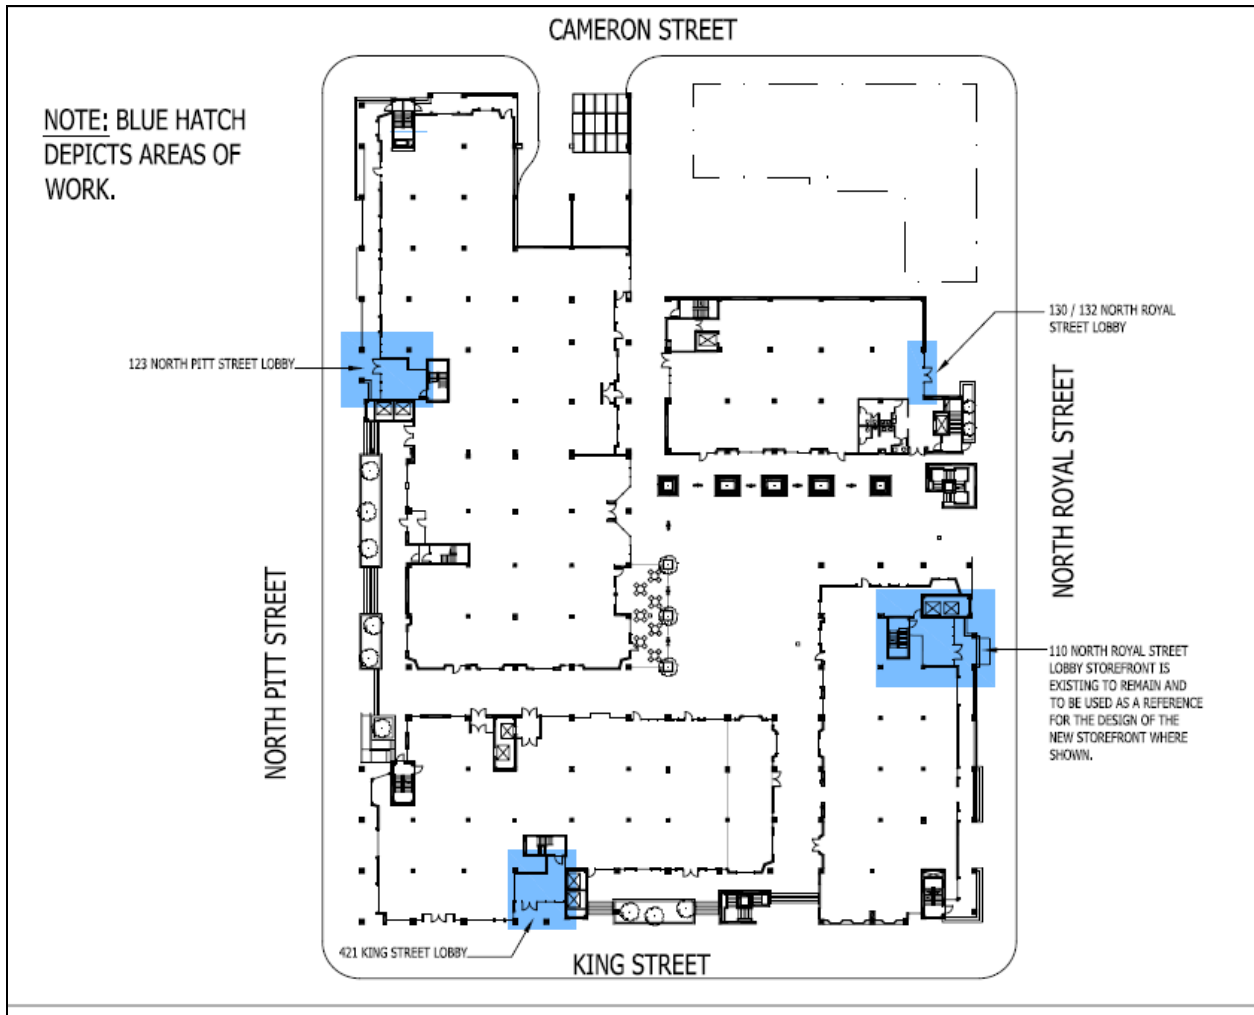 CAMERON STREET
NOTE: BLUE HATCH
DEPICTS AREAS OF
WORK.
130 / 132 NORTH ROYAL
STREET LOBBY
123 NORTH PITT STREET LOBBY
NORTH ROYAL STREET
NORTH PITT STREET
110 NORTH ROYAL STREET
LOBBY STOREFRONT IS
EXISTING TO REMAIN AND
TO BE USED AS A REFERENCE
FOR THE DESIGN OF THE
NEW STOREFRONT WHERE
SHOWN.
421 KING STREET LOBBY
KING STREET